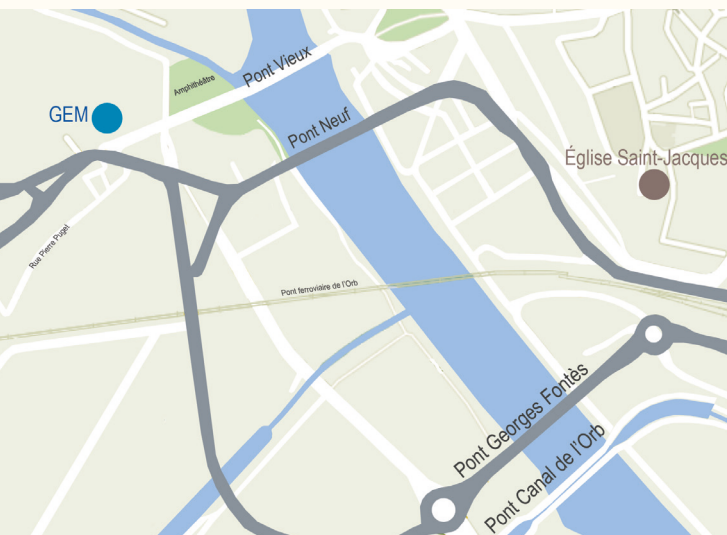 Pont Vieux
Amphithéâtre
GEM
Pont Neuf
Église Saint-Jacques
Rue Pierre Puget
Pont ferroviaire de l'Orb
Pont Georges Fontès
Pont Canal de l'Orb